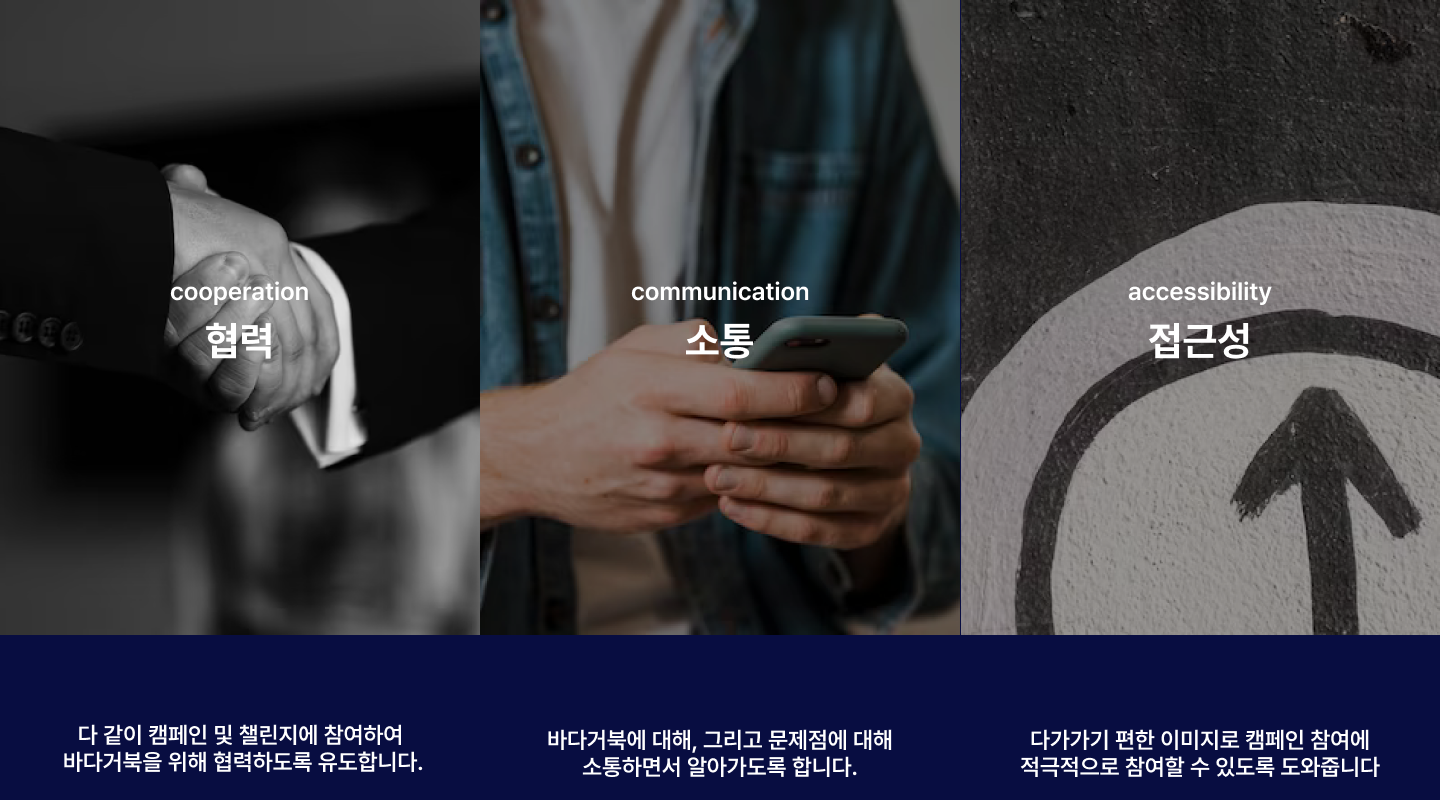 cooperation
협력
다 같이 캠페인 및 챌린지에 참여하여
바다거북을 위해 협력하도록 유도합니다.
communication
소통
바다거북에 대해, 그리고 문제점에 대해
소통하면서 알아가도록 합니다.
accessibility
접근성
다가가기 편한 이미지로 캠페인 참여에
적극적으로 참여할 수 있도록 도와줍니다